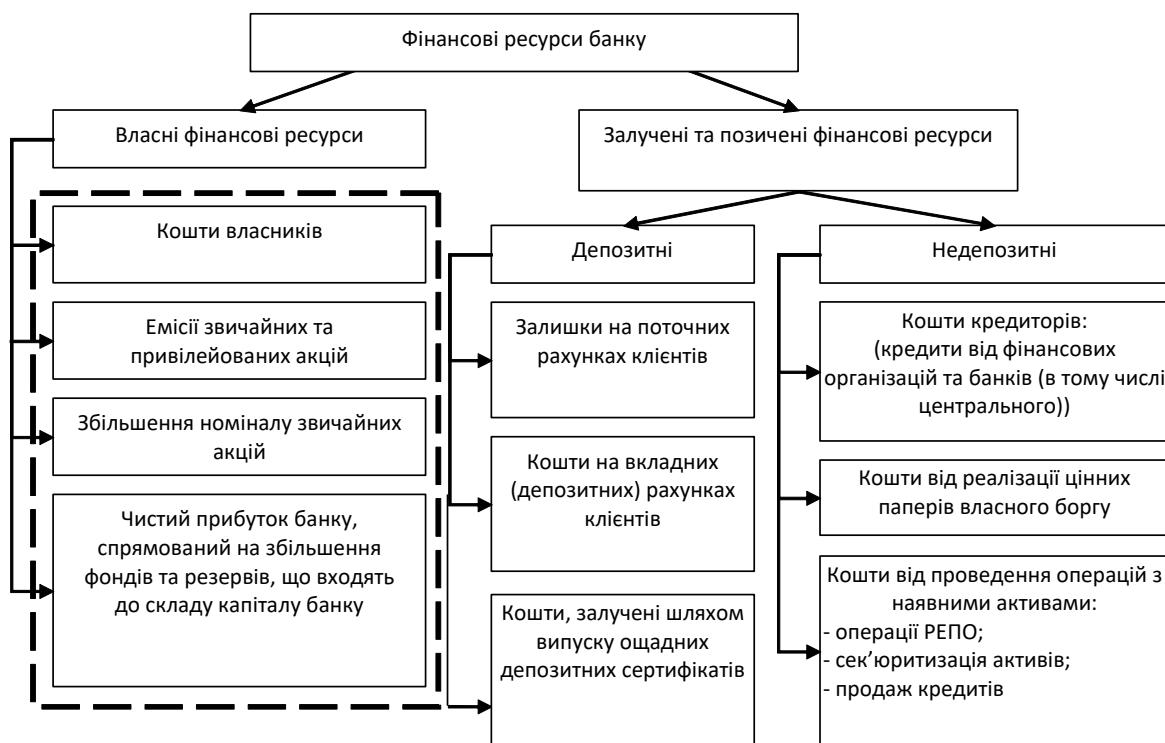 Фінансові ресурси банку
Власні фінансові ресурси
Залучені та позичені фінансові ресурси
Кошти власників
Емісії звичайних та
привілейованих акцій
Збільшення номіналу звичайних
акцій
Чистий прибуток банку,
спрямований на збільшення
фондів та резервів, що входять
до складу капіталу банку
Депозитні
Залишки на поточних
рахунках клієнтів
Кошти на вкладних
(депозитних) рахунках
клієнтів
Кошти, залучені шляхом
випуску ощадних
депозитних сертифікатів
Недепозитні
Кошти кредиторів:
(кредити від фінансових
організацій та банків (в тому числі
центрального))
Кошти від реалізації цінних
паперів власного боргу
Кошти від проведення операцій з
наявними активами:
- операції РЕПО;
- сек’юритизація активів;
- продаж кредитів